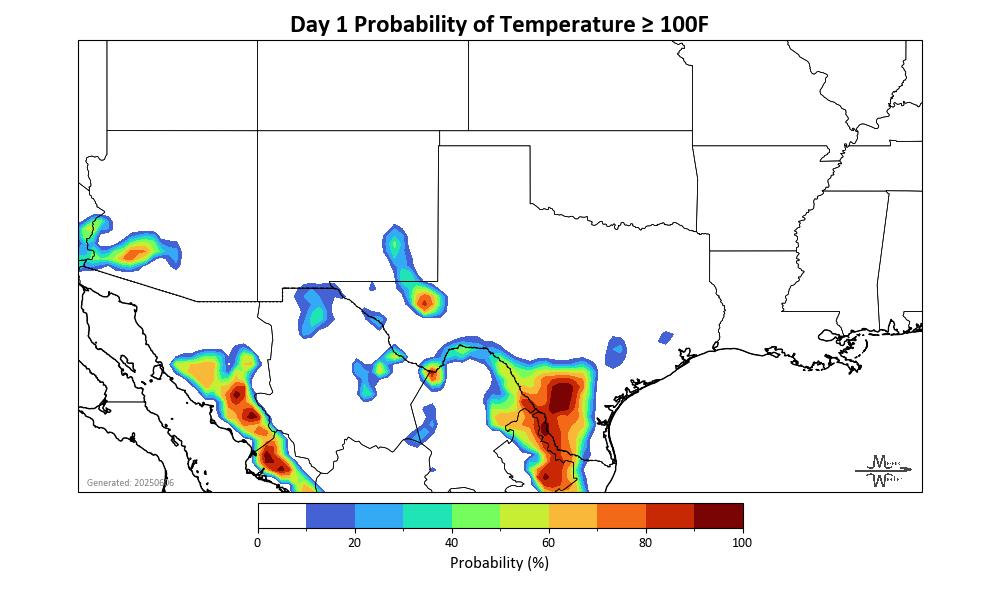 Day 1 Probability of Temperature ≥ 100F
Generated: 20250606
0 20 40 60 80 100
Probability (%)